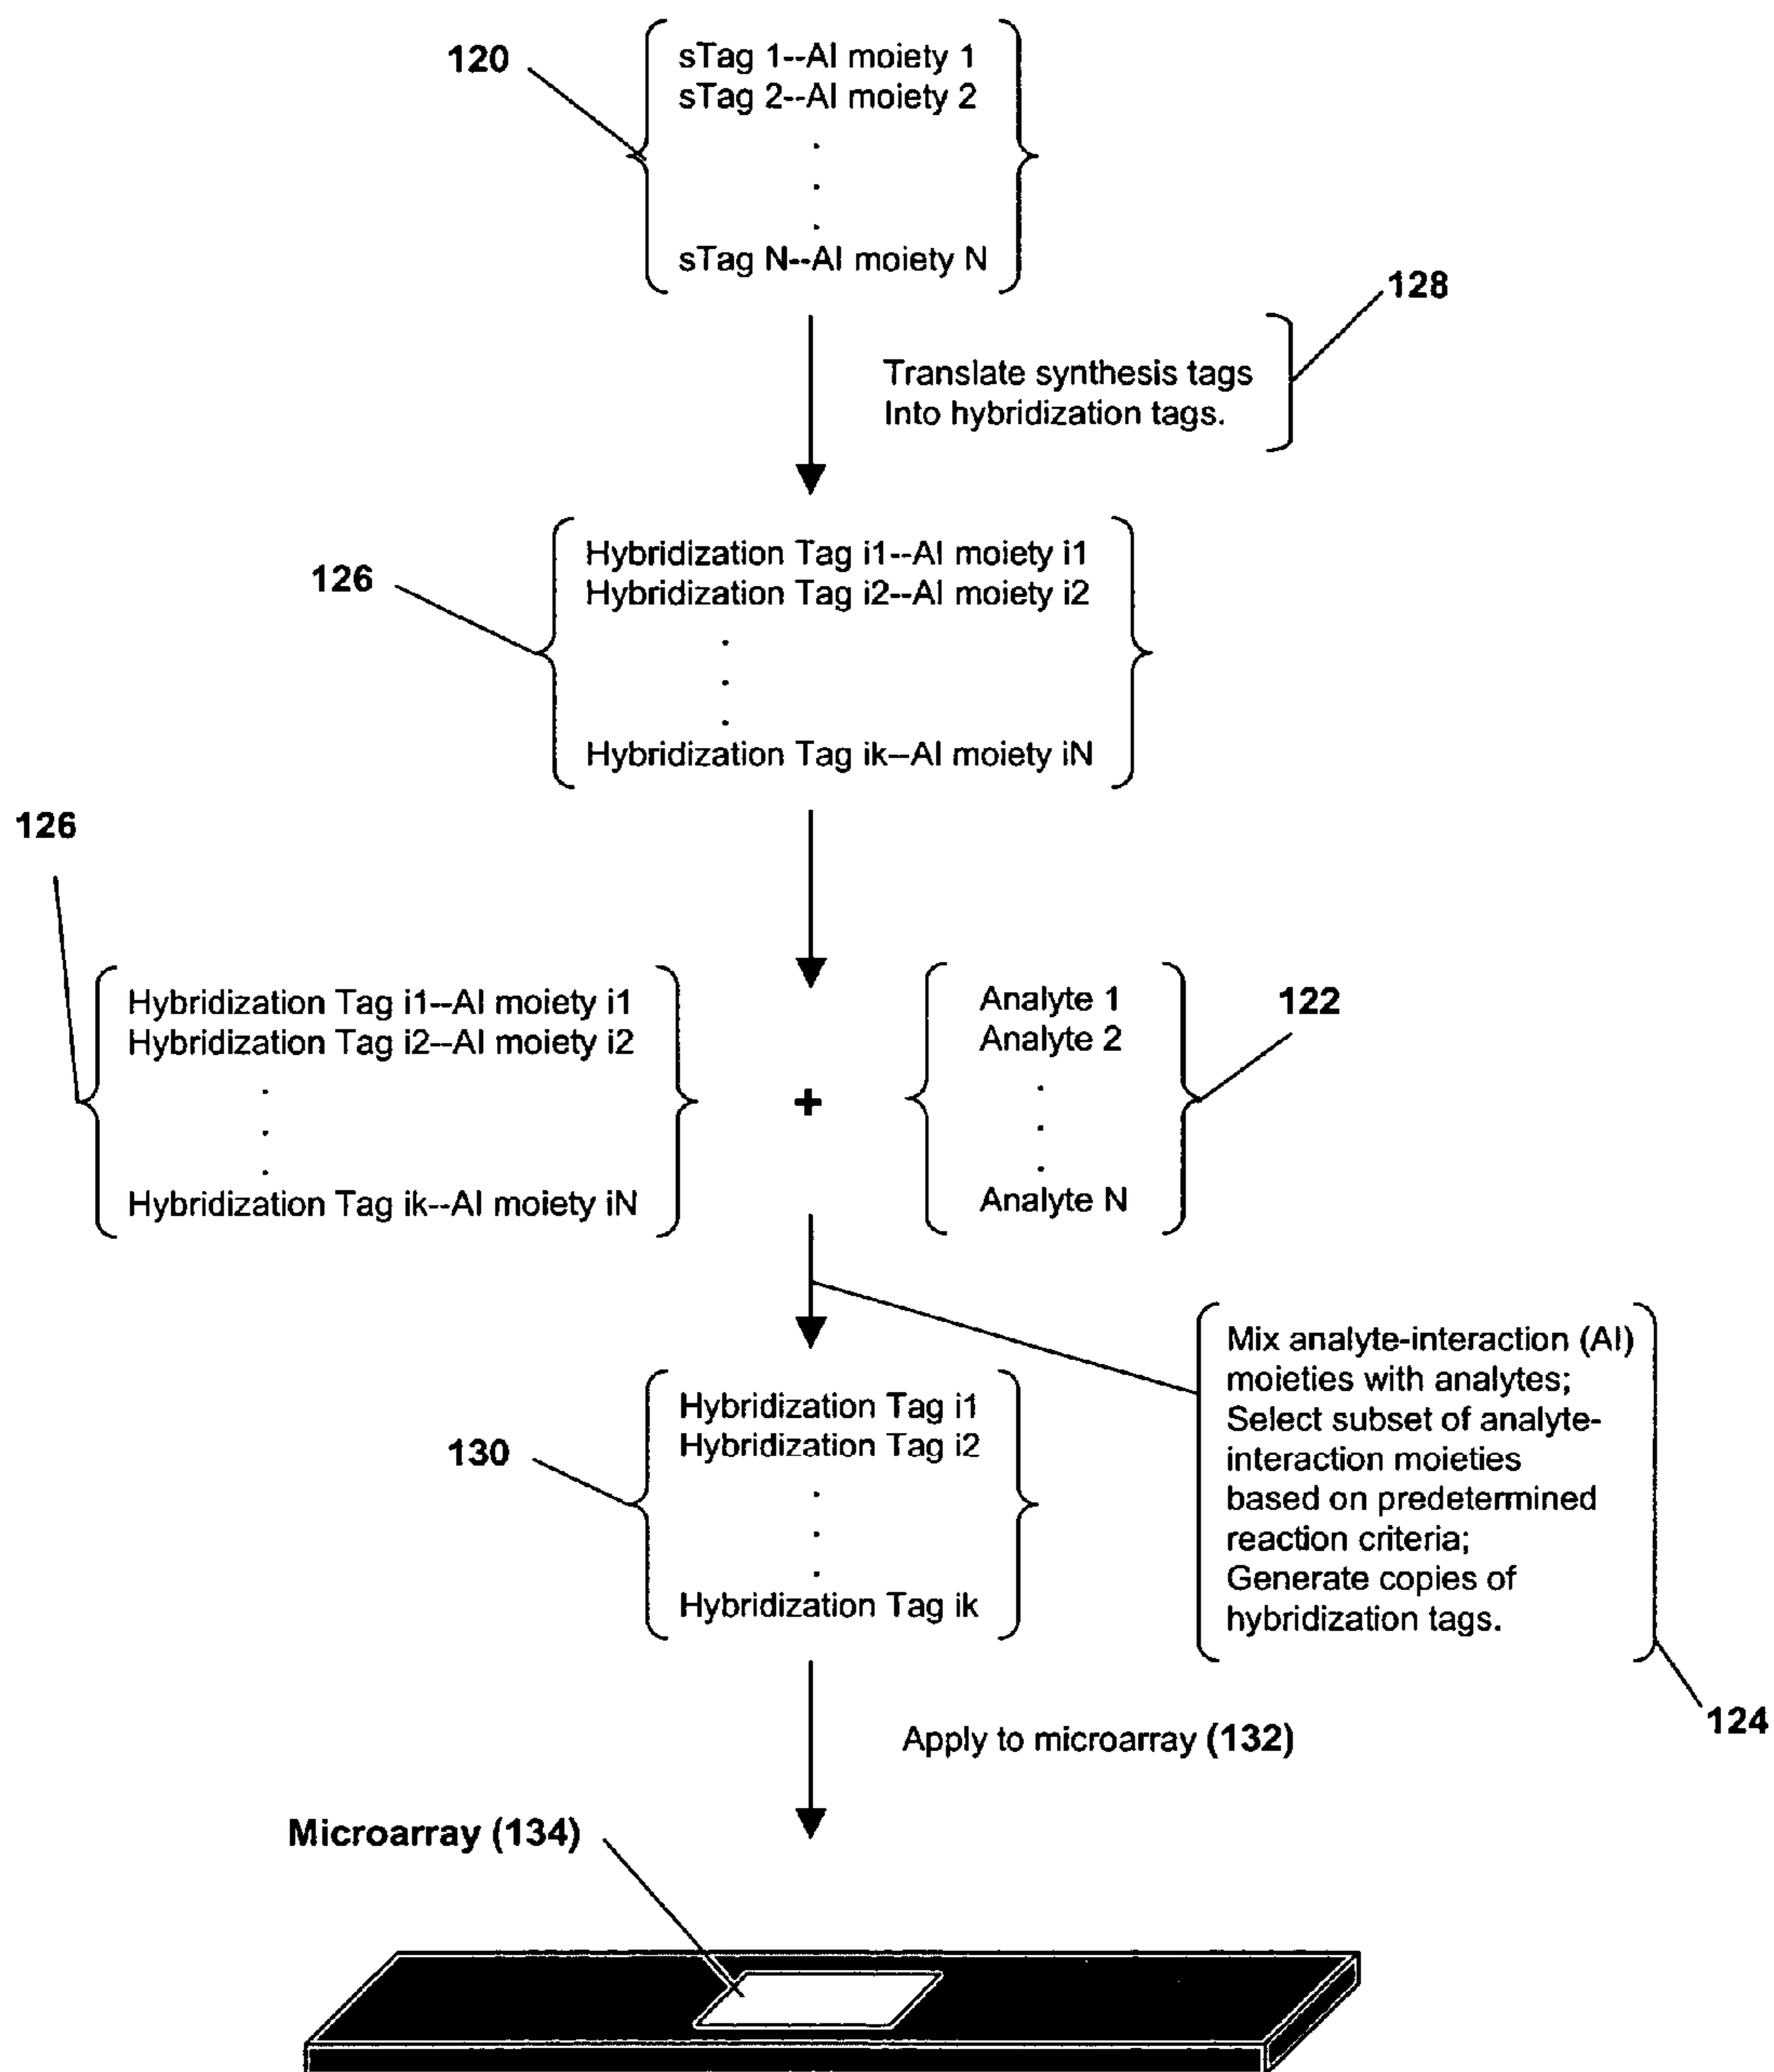 120
sTag 1--AI moiety 1
sTag 2--AI moiety 2
.
.
.
sTag N--AI moiety N
128
Translate synthesis tags
Into hybridization tags.
126
Hybridization Tag i1--AI moiety i1
Hybridization Tag i2--AI moiety i2
.
.
.
Hybridization Tag ik--AI moiety iN
126
Hybridization Tag i1--AI moiety i1
Hybridization Tag i2--AI moiety i2
.
.
.
Hybridization Tag ik--AI moiety iN
+
Analyte 1
Analyte 2
.
.
.
Analyte N
122
Mix analyte-interaction (AI)
moieties with analytes;
Select subset of analyte-
interaction moieties
based on predetermined
reaction criteria;
Generate copies of
hybridization tags.
124
130
Hybridization Tag i1
Hybridization Tag i2
.
.
.
Hybridization Tag ik
Apply to microarray (132)
Microarray (134)